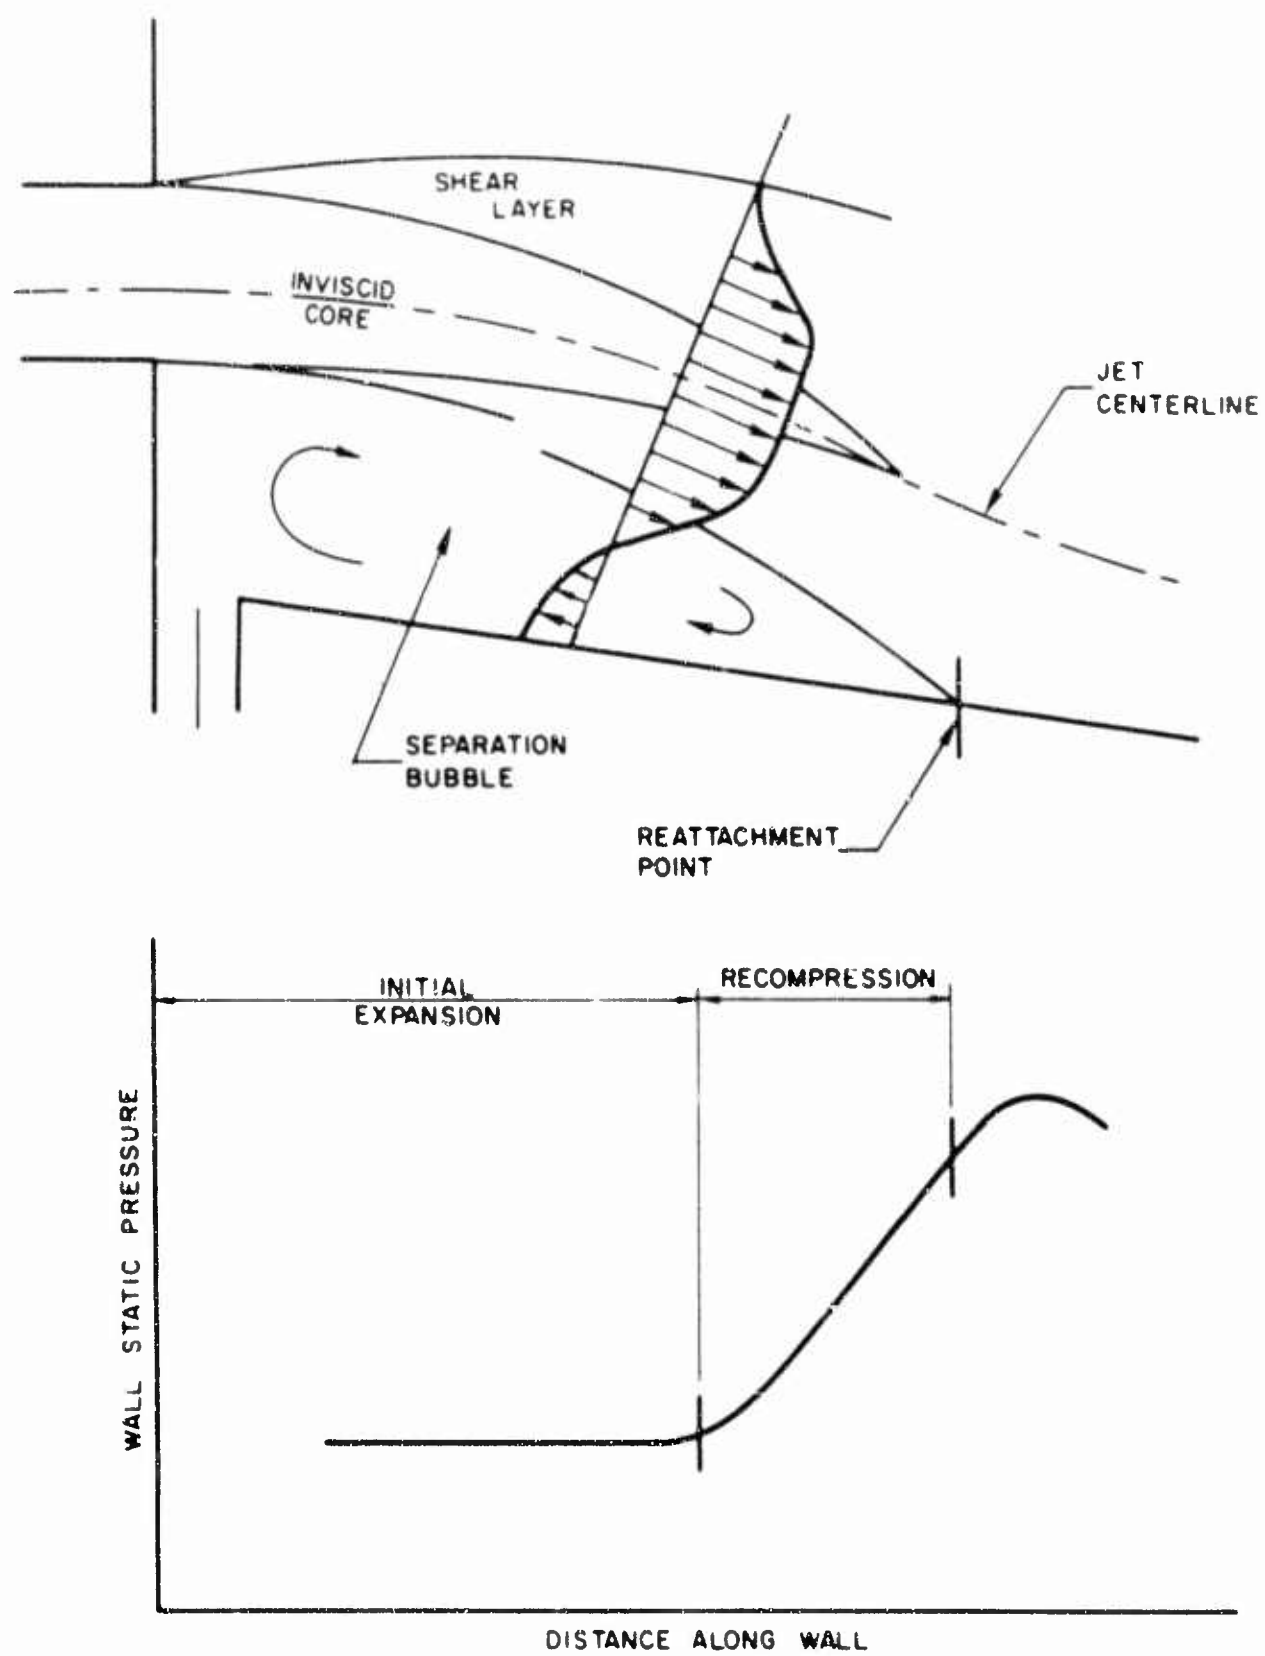 SHEAR
LAYER
INVISCID
CORE
JET
CENTERLINE
SEPARATION
BUBBLE
REATTACHMENT
POINT
INITIAL
EXPANSION
RECOMPRESSION
WALL STATIC PRESSURE
DISTANCE ALONG WALL